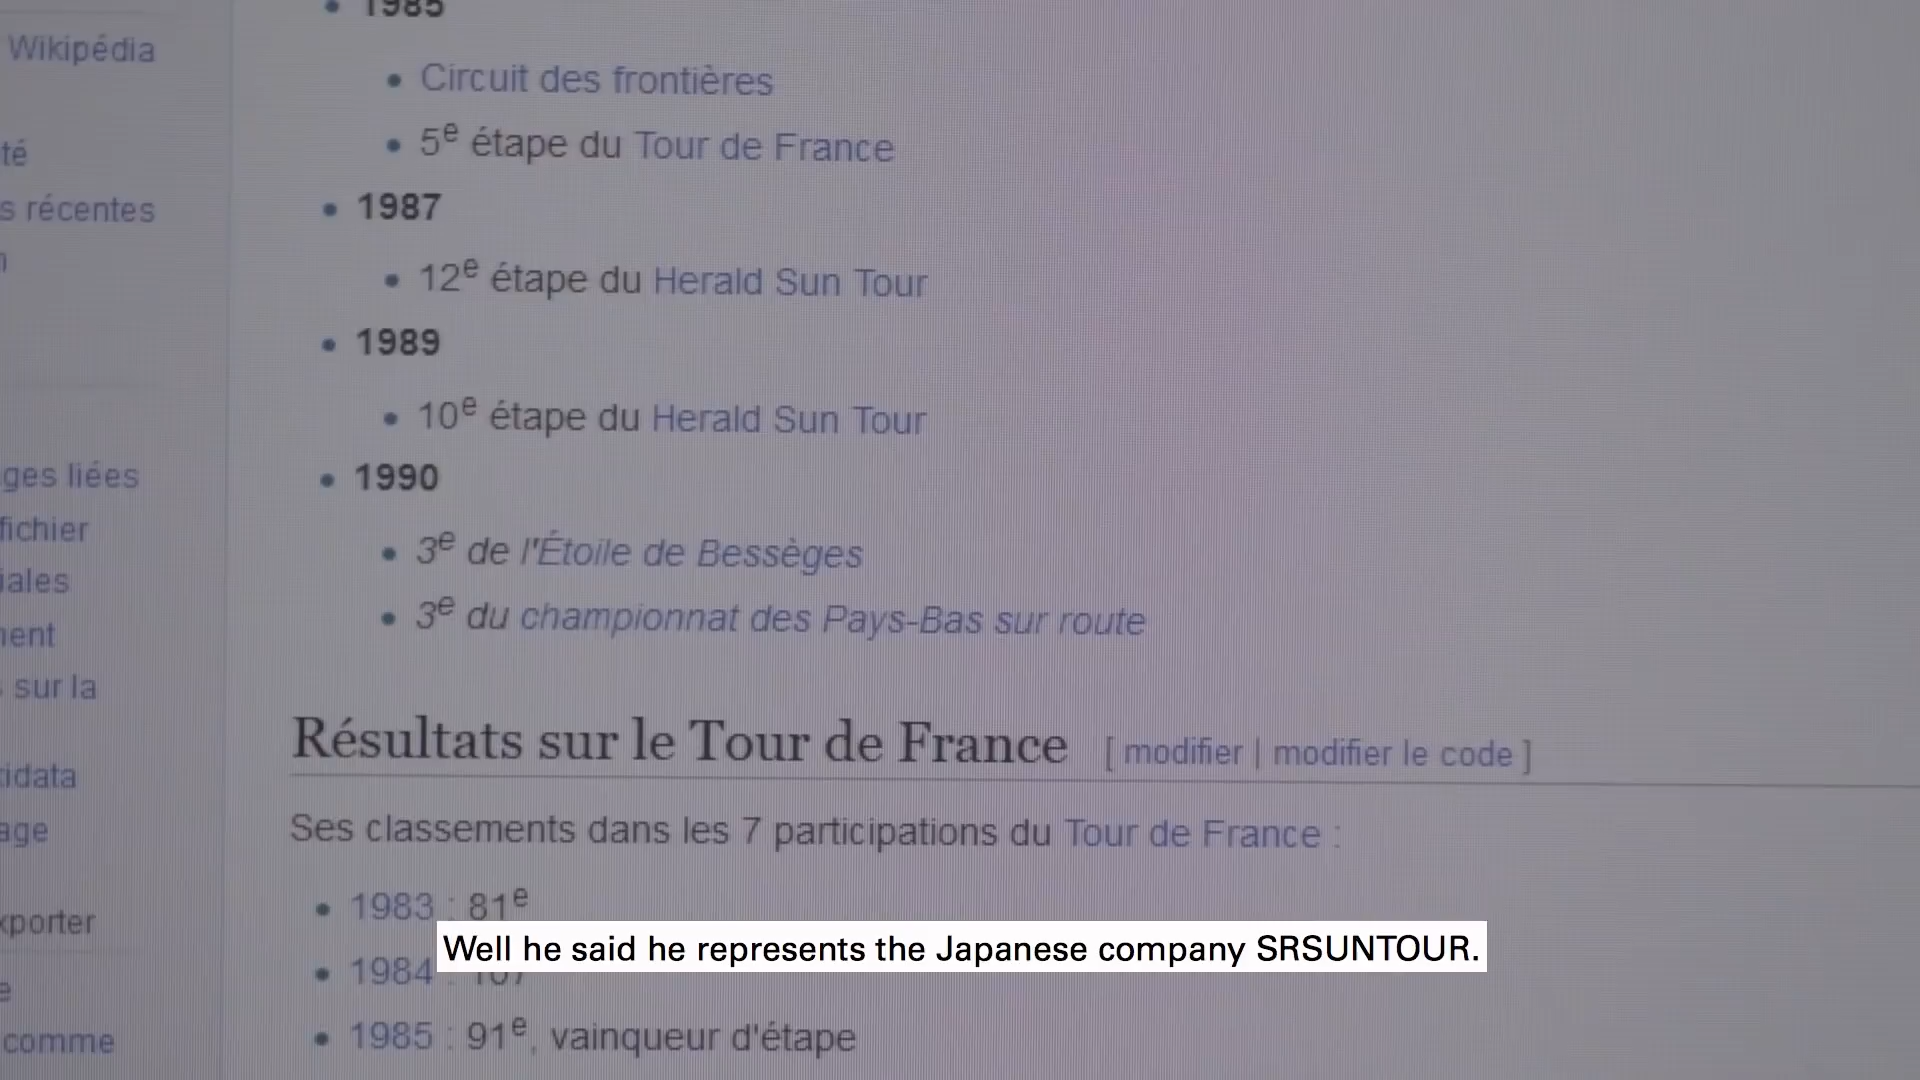 1985
Wikipédia
Circuit des frontières
5e étape du Tour de France
té
s récentes
1987
12e étape du Herald Sun Tour
1989
10e étape du Herald Sun Tour
1990
ges liées
fichier
3e de l'Étoile de Bessèges
iales
3e du championnat des Pays-Bas sur route
ment
sur la
Résultats sur le Tour de France [ modifier | modifier le code ]
idata
age
Ses classements dans les 7 participations du Tour de France :
1983 : 81e
xporter
Well he said he represents the Japanese company SRSUNTOUR.
1984 : 107
e
1985 : 91e, vainqueur d'étape
comme